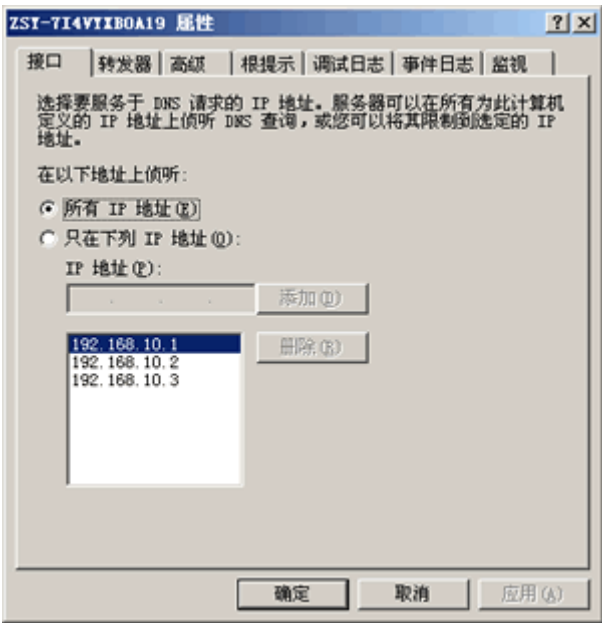 ZSY-7I4VYXBOA19 属性
接口 转发器 高级 根提示 调试日志 事件日志 监视
选择要服务于 DNS 请求的 IP 地址。服务器可以在所有为此计算机
定义的 IP 地址上侦听 DNS 查询，或您可以将其限制到选定的 IP
地址。
在以下地址上侦听:
所有 IP 地址(E)
只在下列 IP 地址(O):
IP 地址(P):
添加(D)
192.168.10.1
删除(R)
192.168.10.2
192.168.10.3
确定 取消 应用(A)